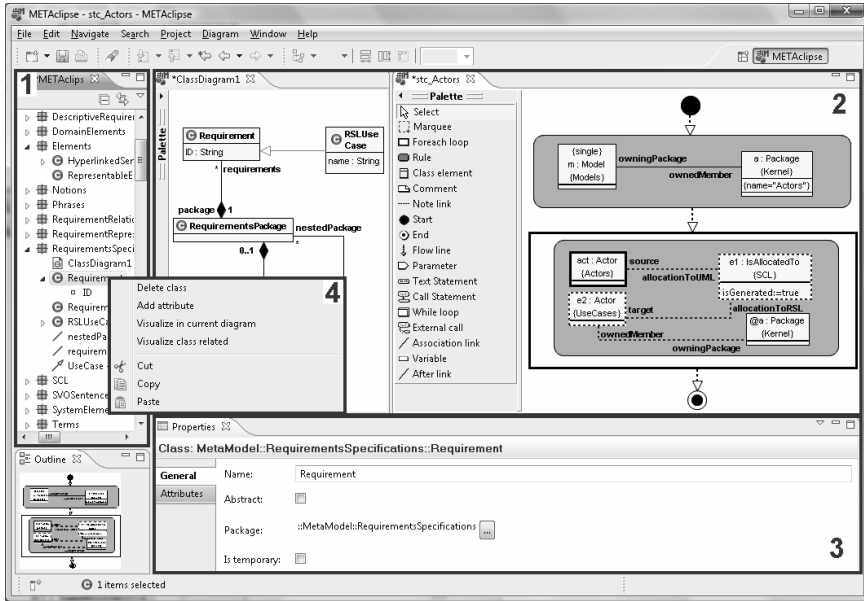 METAclipse - stc_Actors - METAclipse
File Edit Navigate Search Project Diagram Window Help
METAclipse
1
METAclips
DescriptiveRequirer
DomainElements
Elements
HyperlinkedSer
RepresentableE
Notions
Phrases
RequirementRelatic
RequirementRepre:
RequirementsSpeci
ClassDiagram1
Requirem
ID
Requirem
RSLUseCa
nestedPa
requirem
UseCase
SCL
SVOSentence
SystemEleme
Terms
*ClassDiagram1
Palette
Requirement
ID : String
RSLUse
Case
name : String
* requirements
package 1
RequirementsPackage
nestedPackage
0..1
*
4
Delete class
Add attribute
Visualize in current diagram
Visualize class related
Cut
Copy
Paste
*stc_Actors
2
Palette
Select
Marquee
Foreach loop
Rule
Class element
Comment
Note link
Start
End
Flow line
Parameter
Text Statement
Call Statement
While loop
External call
Association link
Variable
After link
{single}
m : Model
{Models}
owningPackage
ownedMember
a : Package
{Kernel}
{name="Actors"}
act : Actor
{Actors}
source
allocationToUML
e1 : IsAllocatedTo
{SCL}
isGenerated:=true
e2 : Actor
{UseCases}
target
allocationToRSL
@a : Package
{Kernel}
ownedMember
owningPackage
Outline
Properties
Class: MetaModel::RequirementsSpecifications::Requirement
General
Attributes
Name:
Requirement
Abstract:
Package:
::MetaModel::RequirementsSpecifications
...
Is temporary:
3
1 items selected